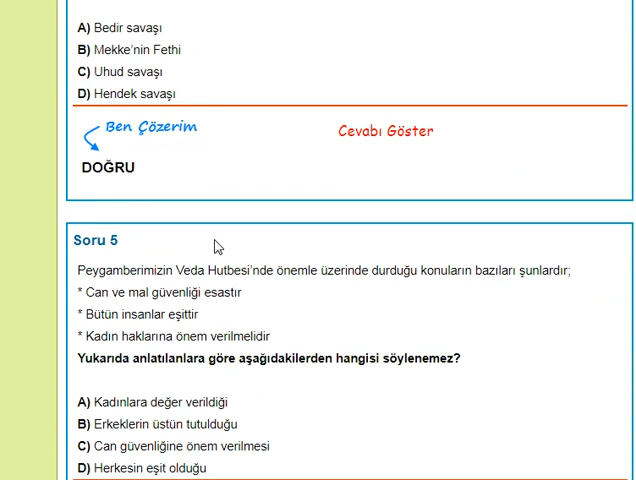 A) Bedir savaşı
B) Mekke'nin Fethi
C) Uhud savaşı
D) Hendek savaşı
Ben Çözerim
Cevabı Göster
DOĞRU
Soru 5
Peygamberimizin Veda Hutbesi'nde önemle üzerinde durduğu konuların bazıları şunlardır;
* Can ve mal güvenliği esastır
* Bütün insanlar eşittir
* Kadın haklarına önem verilmelidir
Yukarıda anlatılanlara göre aşağıdakilerden hangisi söylenemez?
A) Kadınlara değer verildiği
B) Erkeklerin üstün tutulduğu
C) Can güvenliğine önem verilmesi
D) Herkesin eşit olduğu